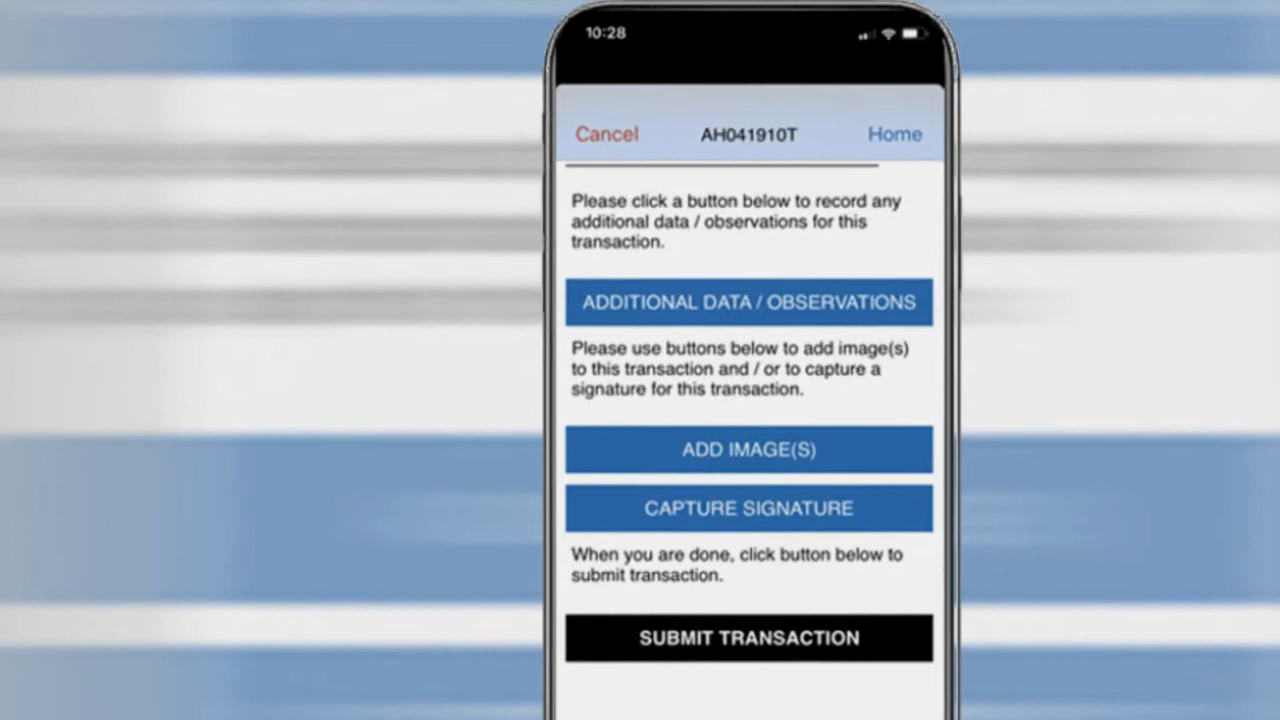 10:28
Cancel AH041910T Home
Please click a button below to record any
additional data / observations for this
transaction.
ADDITIONAL DATA / OBSERVATIONS
Please use buttons below to add image(s)
to this transaction and / or to capture a
signature for this transaction.
ADD IMAGE(S)
CAPTURE SIGNATURE
When you are done, click button below to
submit transaction.
SUBMIT TRANSACTION